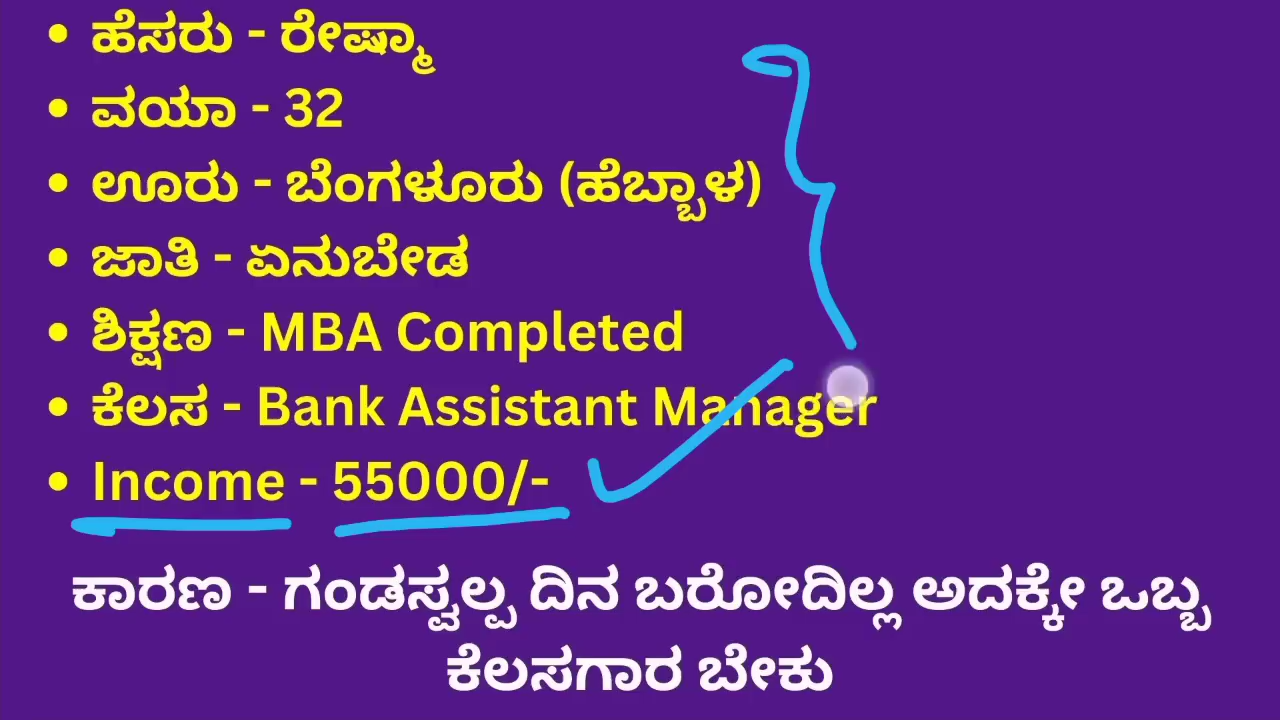 • ಹೆಸರು - ರೇಷ್ಮಾ
• ವಯಾ - 32
• ಊರು - ಬೆಂಗಳೂರು (ಹೆಬ್ಬಾಳ)
• ಜಾತಿ - ಏನುಬೇಡ
• ಶಿಕ್ಷಣ - MBA Completed
• ಕೆಲಸ - Bank Assistant Manager
• Income - 55000/-
ಕಾರಣ - ಗಂಡಸ್ವಲ್ಪ ದಿನ ಬರೋದಿಲ್ಲ ಅದಕ್ಕೇ ಒಬ್ಬ
ಕೆಲಸಗಾರ ಬೇಕು